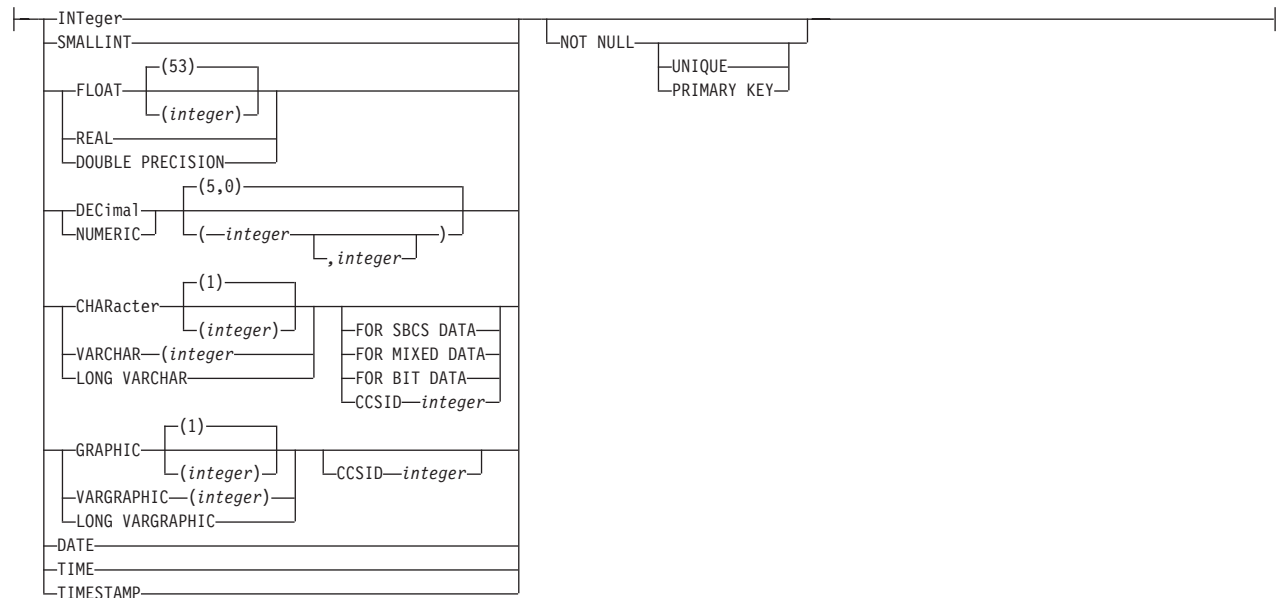 INTeger
SMALLINT
NOT NULL
UNIQUE
PRIMARY KEY
(53)
FLOAT
(integer)
REAL
DOUBLE PRECISION
(5,0)
DECimal
NUMERIC
(integer
)
,integer
(1)
CHARacter
(integer)
VARCHAR (integer
LONG VARCHAR
FOR SBCS DATA
FOR MIXED DATA
FOR BIT DATA
CCSID integer
(1)
GRAPHIC
(integer)
VARGRAPHIC (integer)
LONG VARGRAPHIC
CCSID integer
DATE
TIME
TIMESTAMP